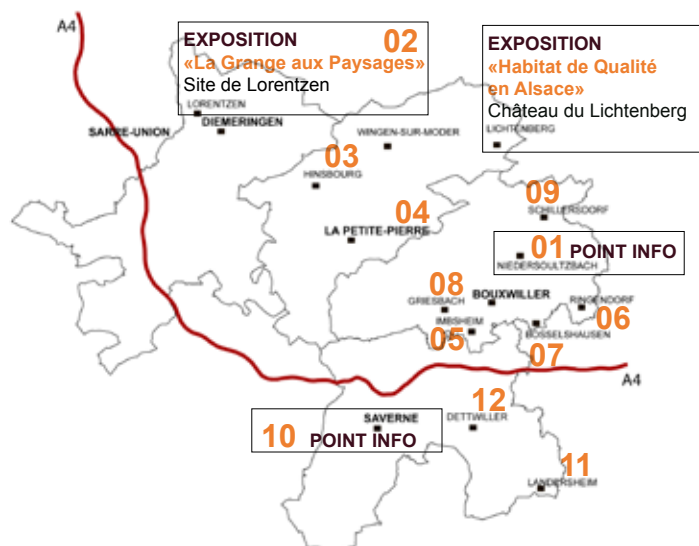 A4
EXPOSITION 02
«La Grange aux Paysages»
Site de Lorentzen
EXPOSITION
«Habitat de Qualité
en Alsace»
Château du Lichtenberg
LORENTZEN
DIEMERINGEN
SARRE-UNION
WINGEN-SUR-MODER
LICHTENBERG
03
HINSBOURG
09
SCHILLERSDORF
04
LA PETITE-PIERRE
01 POINT INFO
NIEDERSOULTZBACH
08
GRIESBACH
BOUXWILLER
RINGENDORF
06
IMBSHEIM
05
BOSSELSHAUSEN
07
A4
12
DETTWILLER
SAVERNE
10 POINT INFO
11
LANDERSHEIM